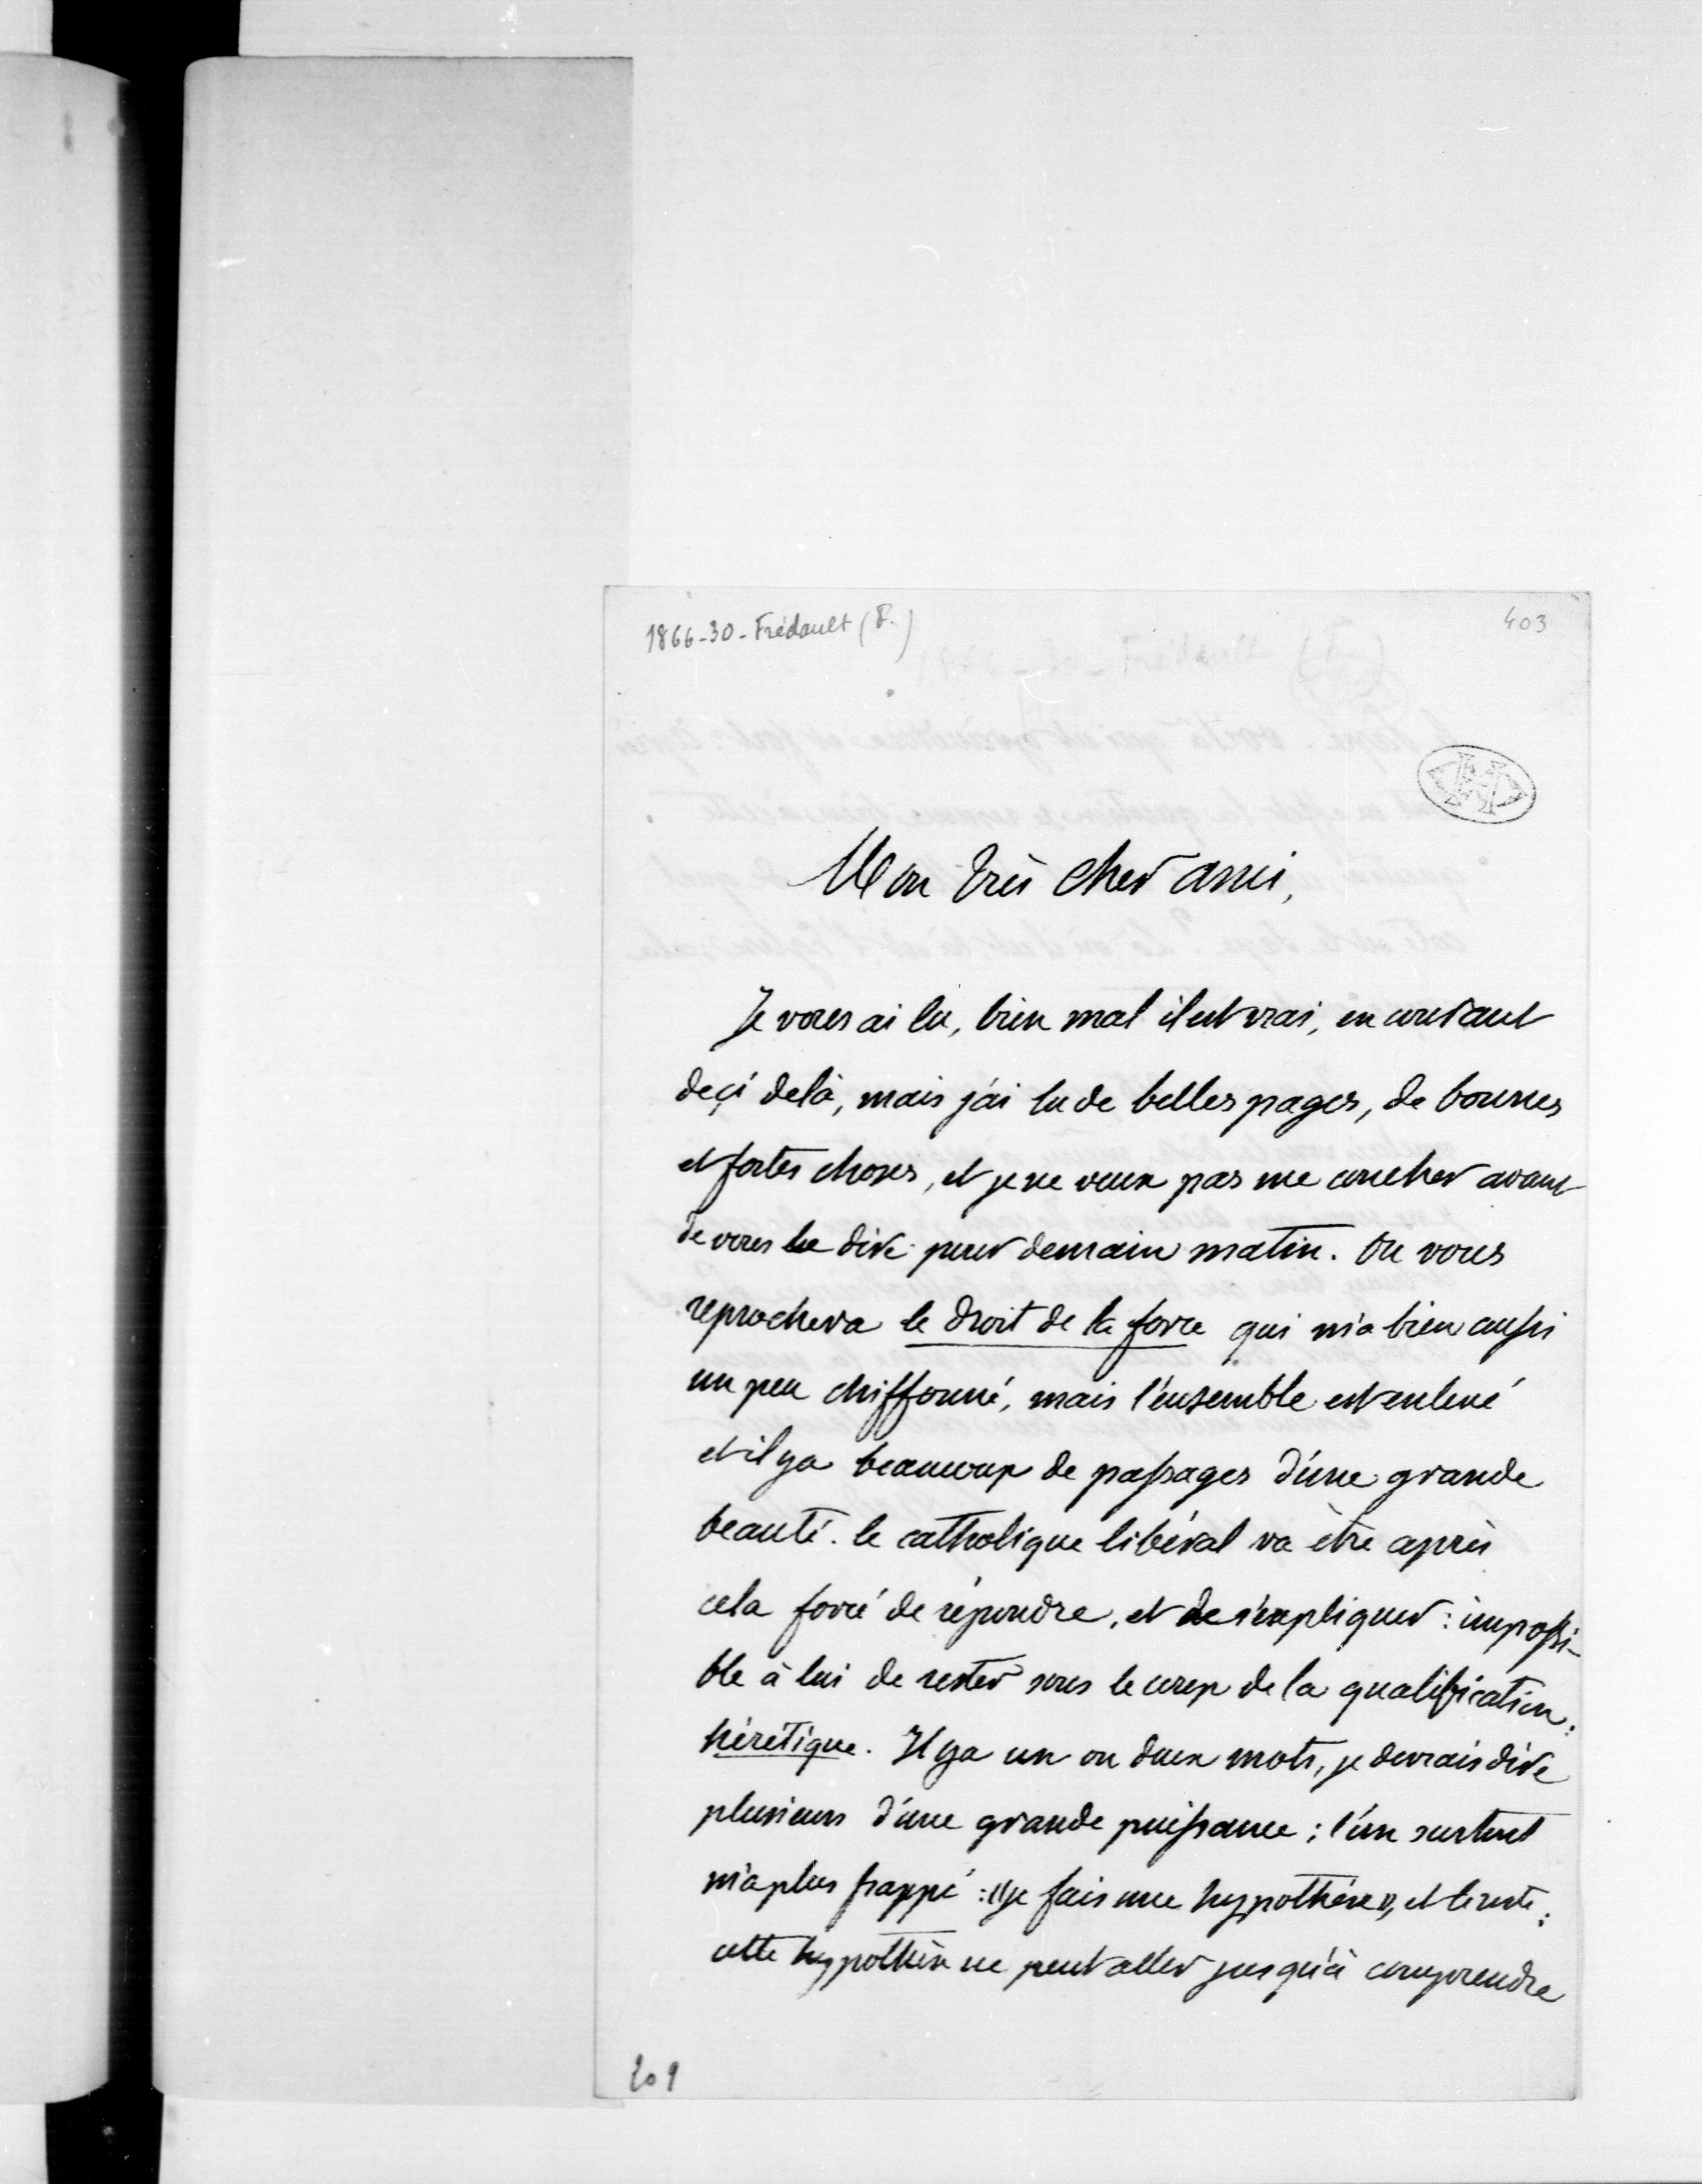 1866-30-Frédault (F.)
403
Mon très cher ami,
Je vous ai lu, bien mal il est vrai, en courant
deçi delà, mais j'ai lu de belles pages, de bonnes
et fortes choses, et je ne veux pas me coucher avant
de vous le dire pour demain matin. On vous
reprochera le droit de la force qui m'a bien aussi
un peu chiffonné, mais l'ensemble est enlevé
et il y a beaucoup de passages d'une grande
beauté. le catholique libéral va être après
cela forcé de répondre, et de s'expliquer : impossi-
ble à lui de rester sous le coup de la qualification :
hérétique. Il y a un ou deux mots, je devrais dire
plusieurs d'une grande puissance ; l'un surtout
m'a plus frappé : "je fais une hypothèse", et le reste :
cette hypothèse ne peut aller jusqu'à comprendre
209